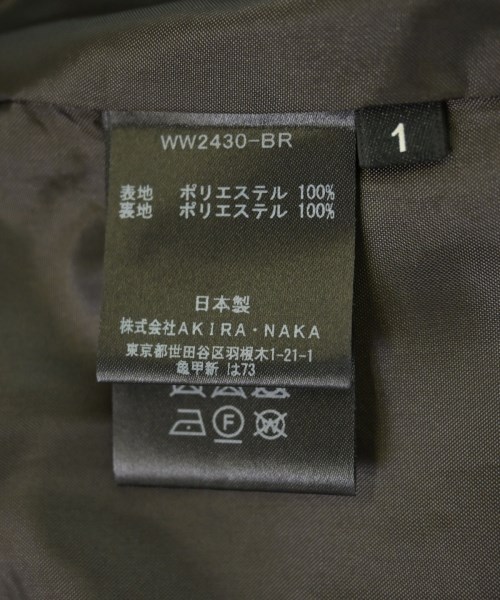 WW2430-BR
1
表地 ポリエステル 100%
裏地 ポリエステル 100%
日本製
株式会社AKIRA・NAKA
東京都世田谷区羽根木1-21-1
亀甲新 は73
F W